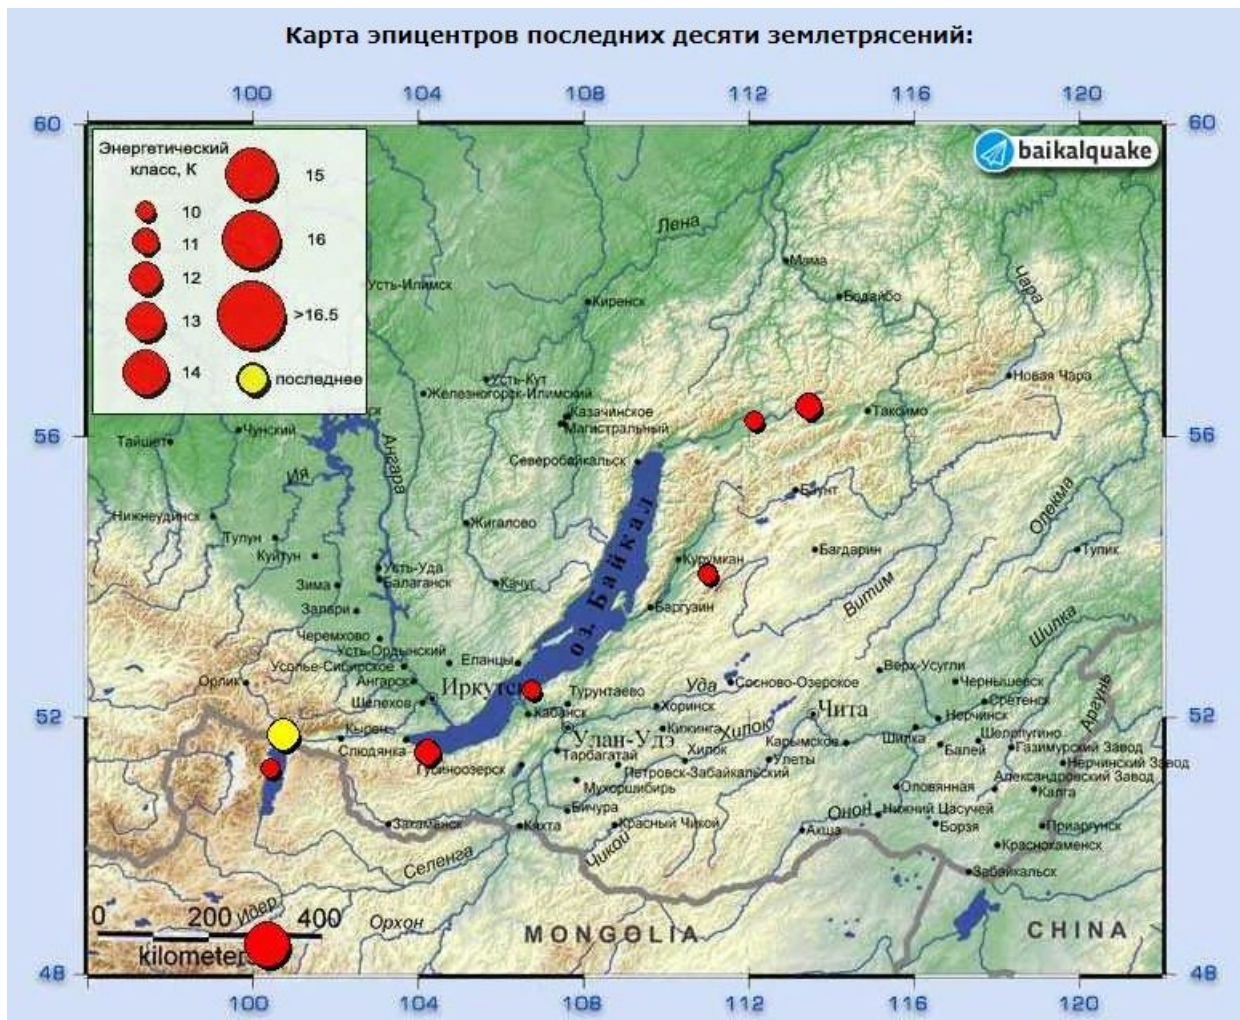 Карта эпицентров последних десяти землетрясений:
100 104 108 112 116 120
60 60
Энергетический
класс, К
15
10
16
11
12
>16.5
13
14
последнее
baikalquake
Лена
Мама
Усть-Илимск
Чара
Киренск
Бодайбо
Усть-Кут
Новая Чара
Железногорск-Илимский
Казачинское
Таксимо
Магистральный
Чунский
Тайшет
56 56
Ангара
Ия
Северобайкальск
Баунт
Олекма
Нижнеудинск
Жигалово
оз. Байкал
Тулун
Куйтун
Багдарин
Тупик
Курумкан
Усть-Уда
Балаганск
Зима
Качуг
Витим
Залари
Баргузин
Шилка
Черемхово
Усть-Ордынский
Еланцы
Усолье-Сибирское
Верх-Усугли
Орлик
Ангарск
Иркутск
Турунтаево
Уда
Сосново-Озерское
Чернышевск
Аргунь
Шелехов
Кабанск
Хоринск
Чита
Сретенск
Нерчинск
52 52
Кырен
Улан-Удэ
Кижинга
Хилок
Карымское
Шилка
Шелопугино
Слюдянка
Тарбагатай
Хилок
Балей
Газимурский Завод
Гусиноозерск
Петровск-Забайкальский
Улеты
Нерчинский Завод
Мухоршибирь
Александровский Завод
Оловянная
Калга
Бичура
Онон
Нижний Цасучей
Закаменск
Кяхта
Красный Чикой
Акша
Борзя
Приаргунск
Чикой
Краснокаменск
Селенга
Забайкальск
0 200 400
Идер
Орхон
MONGOLIA
CHINA
48 48
100 104 108 112 116 120